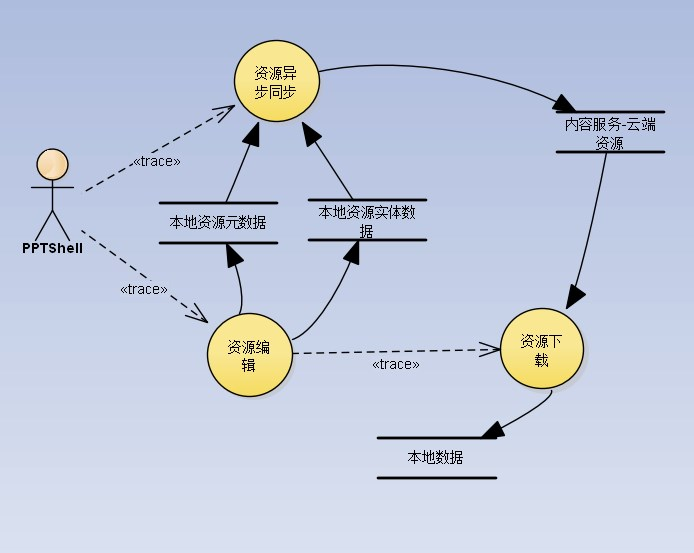 资源异
步同步
内容服务-云端
资源
«trace»
PPTShell
本地资源元数据
本地资源实体数
据
«trace»
资源编
辑
«trace»
资源下
载
本地数据